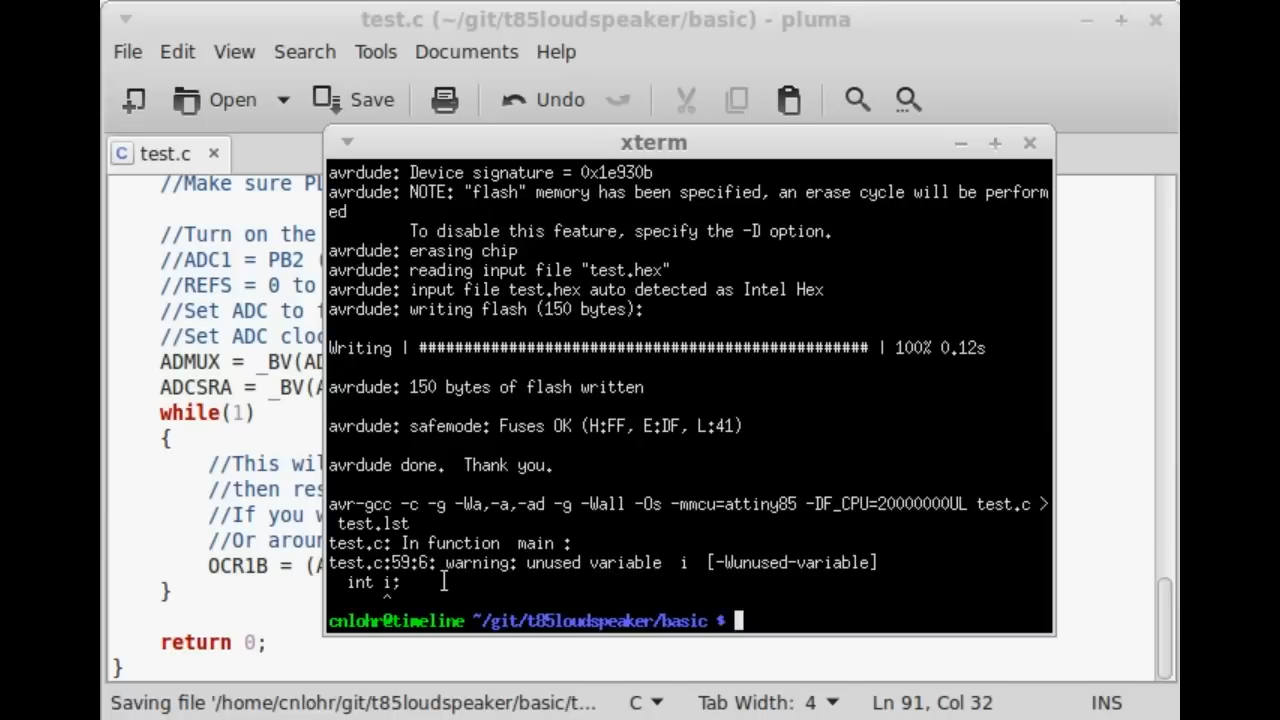 test.c (~/git/t85loudspeaker/basic) - pluma
File Edit View Search Tools Documents Help
Open Save Undo
C test.c ×
xterm
//Make sure PL
//Turn on the
//ADC1 = PB2
//REFS = 0 to
//Set ADC to f
//Set ADC cloc
ADMUX = _BV(AD
ADCSRA = _BV(A
while(1)
{
//This wil
//then res
//If you w
//Or aroun
OCR1B = (A
}
return 0;
}
avrdude: Device signature = 0x1e930b
avrdude: NOTE: "flash" memory has been specified, an erase cycle will be perform
ed
To disable this feature, specify the -D option.
avrdude: erasing chip
avrdude: reading input file "test.hex"
avrdude: input file test.hex auto detected as Intel Hex
avrdude: writing flash (150 bytes):
Writing | ################################################## | 100% 0.12s
avrdude: 150 bytes of flash written
avrdude: safemode: Fuses OK (H:FF, E:DF, L:41)
avrdude done.  Thank you.
avr-gcc -c -g -Wa,-a,-ad -g -Wall -Os -mmcu=attiny85 -DF_CPU=20000000UL test.c >
test.lst
test.c: In function  main :
test.c:59:6: warning: unused variable  i  [-Wunused-variable]
int i;
^
cnlohr@timeline ~/git/t85loudspeaker/basic $
Saving file '/home/cnlohr/git/t85loudspeaker/basic/t... C Tab Width: 4 Ln 91, Col 32 INS